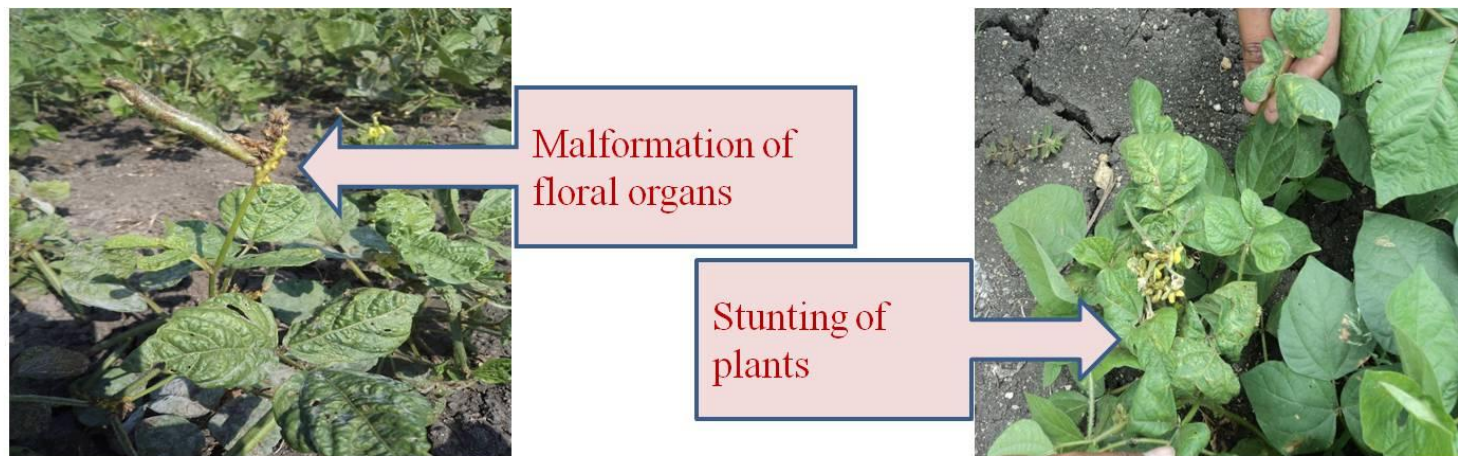 Malformation of
floral organs
Stunting of
plants